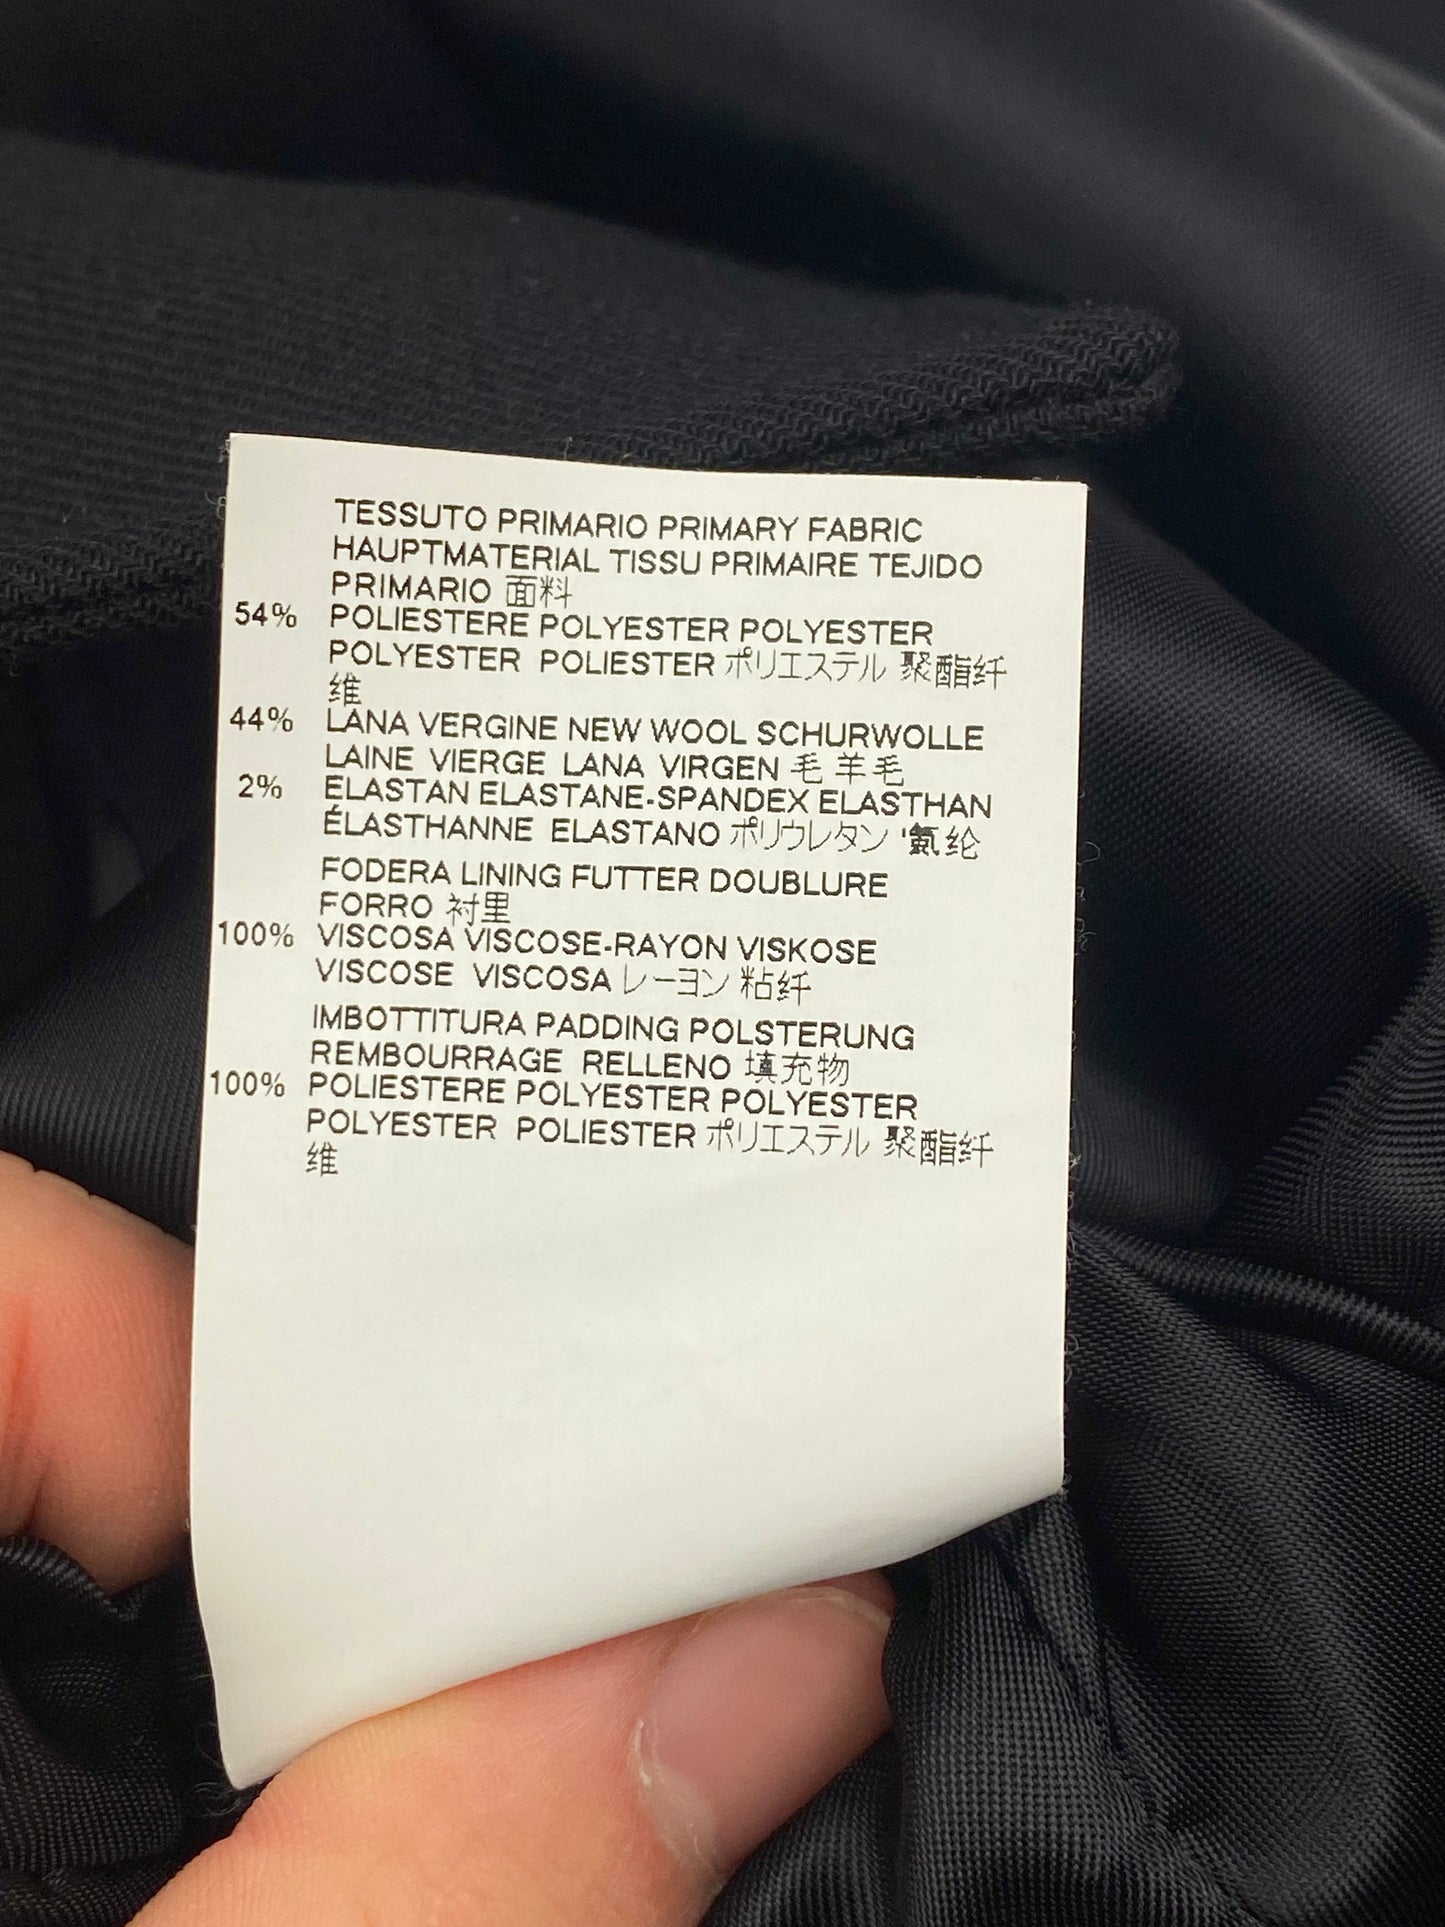 TESSUTO PRIMARIO PRIMARY FABRIC
HAUPTMATERIAL TISSU PRIMAIRE TEJIDO
PRIMARIO 面料
54% POLIESTERE POLYESTER POLYESTER
POLYESTER POLIESTER ポリエステル 聚酯纤
维
44% LANA VERGINE NEW WOOL SCHURWOLLE
LAINE VIERGE LANA VIRGEN 毛 羊毛
2% ELASTAN ELASTANE-SPANDEX ELASTHAN
ÉLASTHANNE ELASTANO ポリウレタン '氨纶
FODERA LINING FUTTER DOUBLURE
FORRO 衬里
100% VISCOSA VISCOSE-RAYON VISKOSE
VISCOSE VISCOSA レーヨン 粘纤
IMBOTTITURA PADDING POLSTERUNG
REMBOURRAGE RELLENO 填充物
100% POLIESTERE POLYESTER POLYESTER
POLYESTER POLIESTER ポリエステル 聚酯纤
维